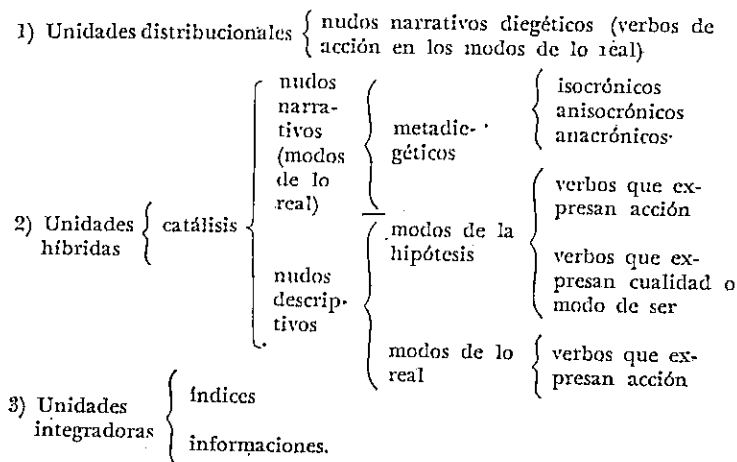 1) Unidades distribucionales { nudos narrativos diegéticos (verbos de
acción en los modos de lo real)
2) Unidades
híbridas
catálisis
nudos
narra-
tivos
(modos
de lo
real)
metadie-
géticos
isocrónicos
anisocrónicos
anacrónicos
nudos
descrip-
tivos
modos de la
hipótesis
verbos que ex-
presan acción
verbos que ex-
presan cualidad o
modo de ser
modos de lo
real
verbos que ex-
presan acción
3) Unidades
integradoras
índices
informaciones.